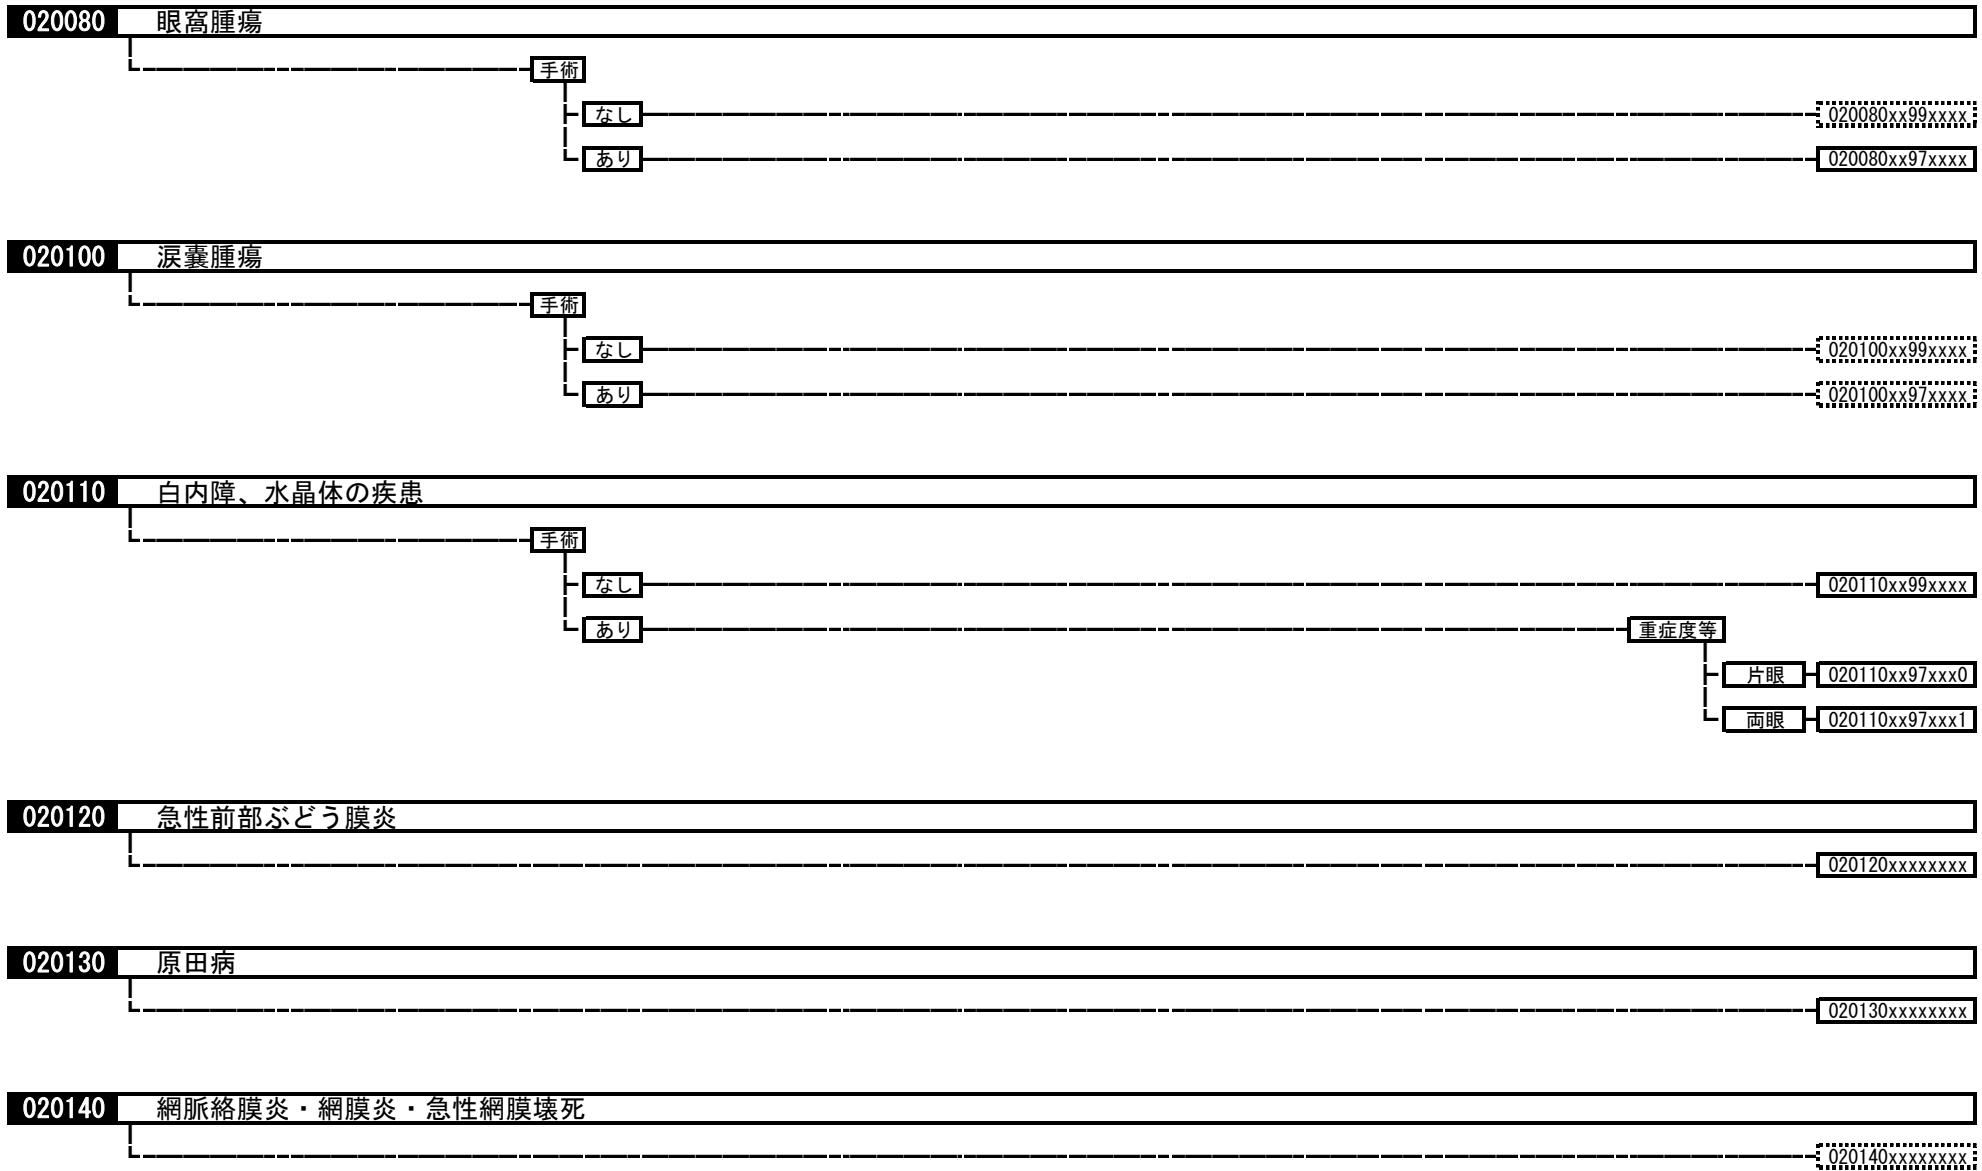 020080 眼窩腫瘍
手術
なし 020080xx99xxxx
あり 020080xx97xxxx
020100 涙嚢腫瘍
手術
なし 020100xx99xxxx
あり 020100xx97xxxx
020110 白内障、水晶体の疾患
手術
なし 020110xx99xxxx
あり 重症度等
片眼 020110xx97xxx0
両眼 020110xx97xxx1
020120 急性前部ぶどう膜炎
020120xxxxxxxx
020130 原田病
020130xxxxxxxx
020140 網脈絡膜炎・網膜炎・急性網膜壊死
020140xxxxxxxx